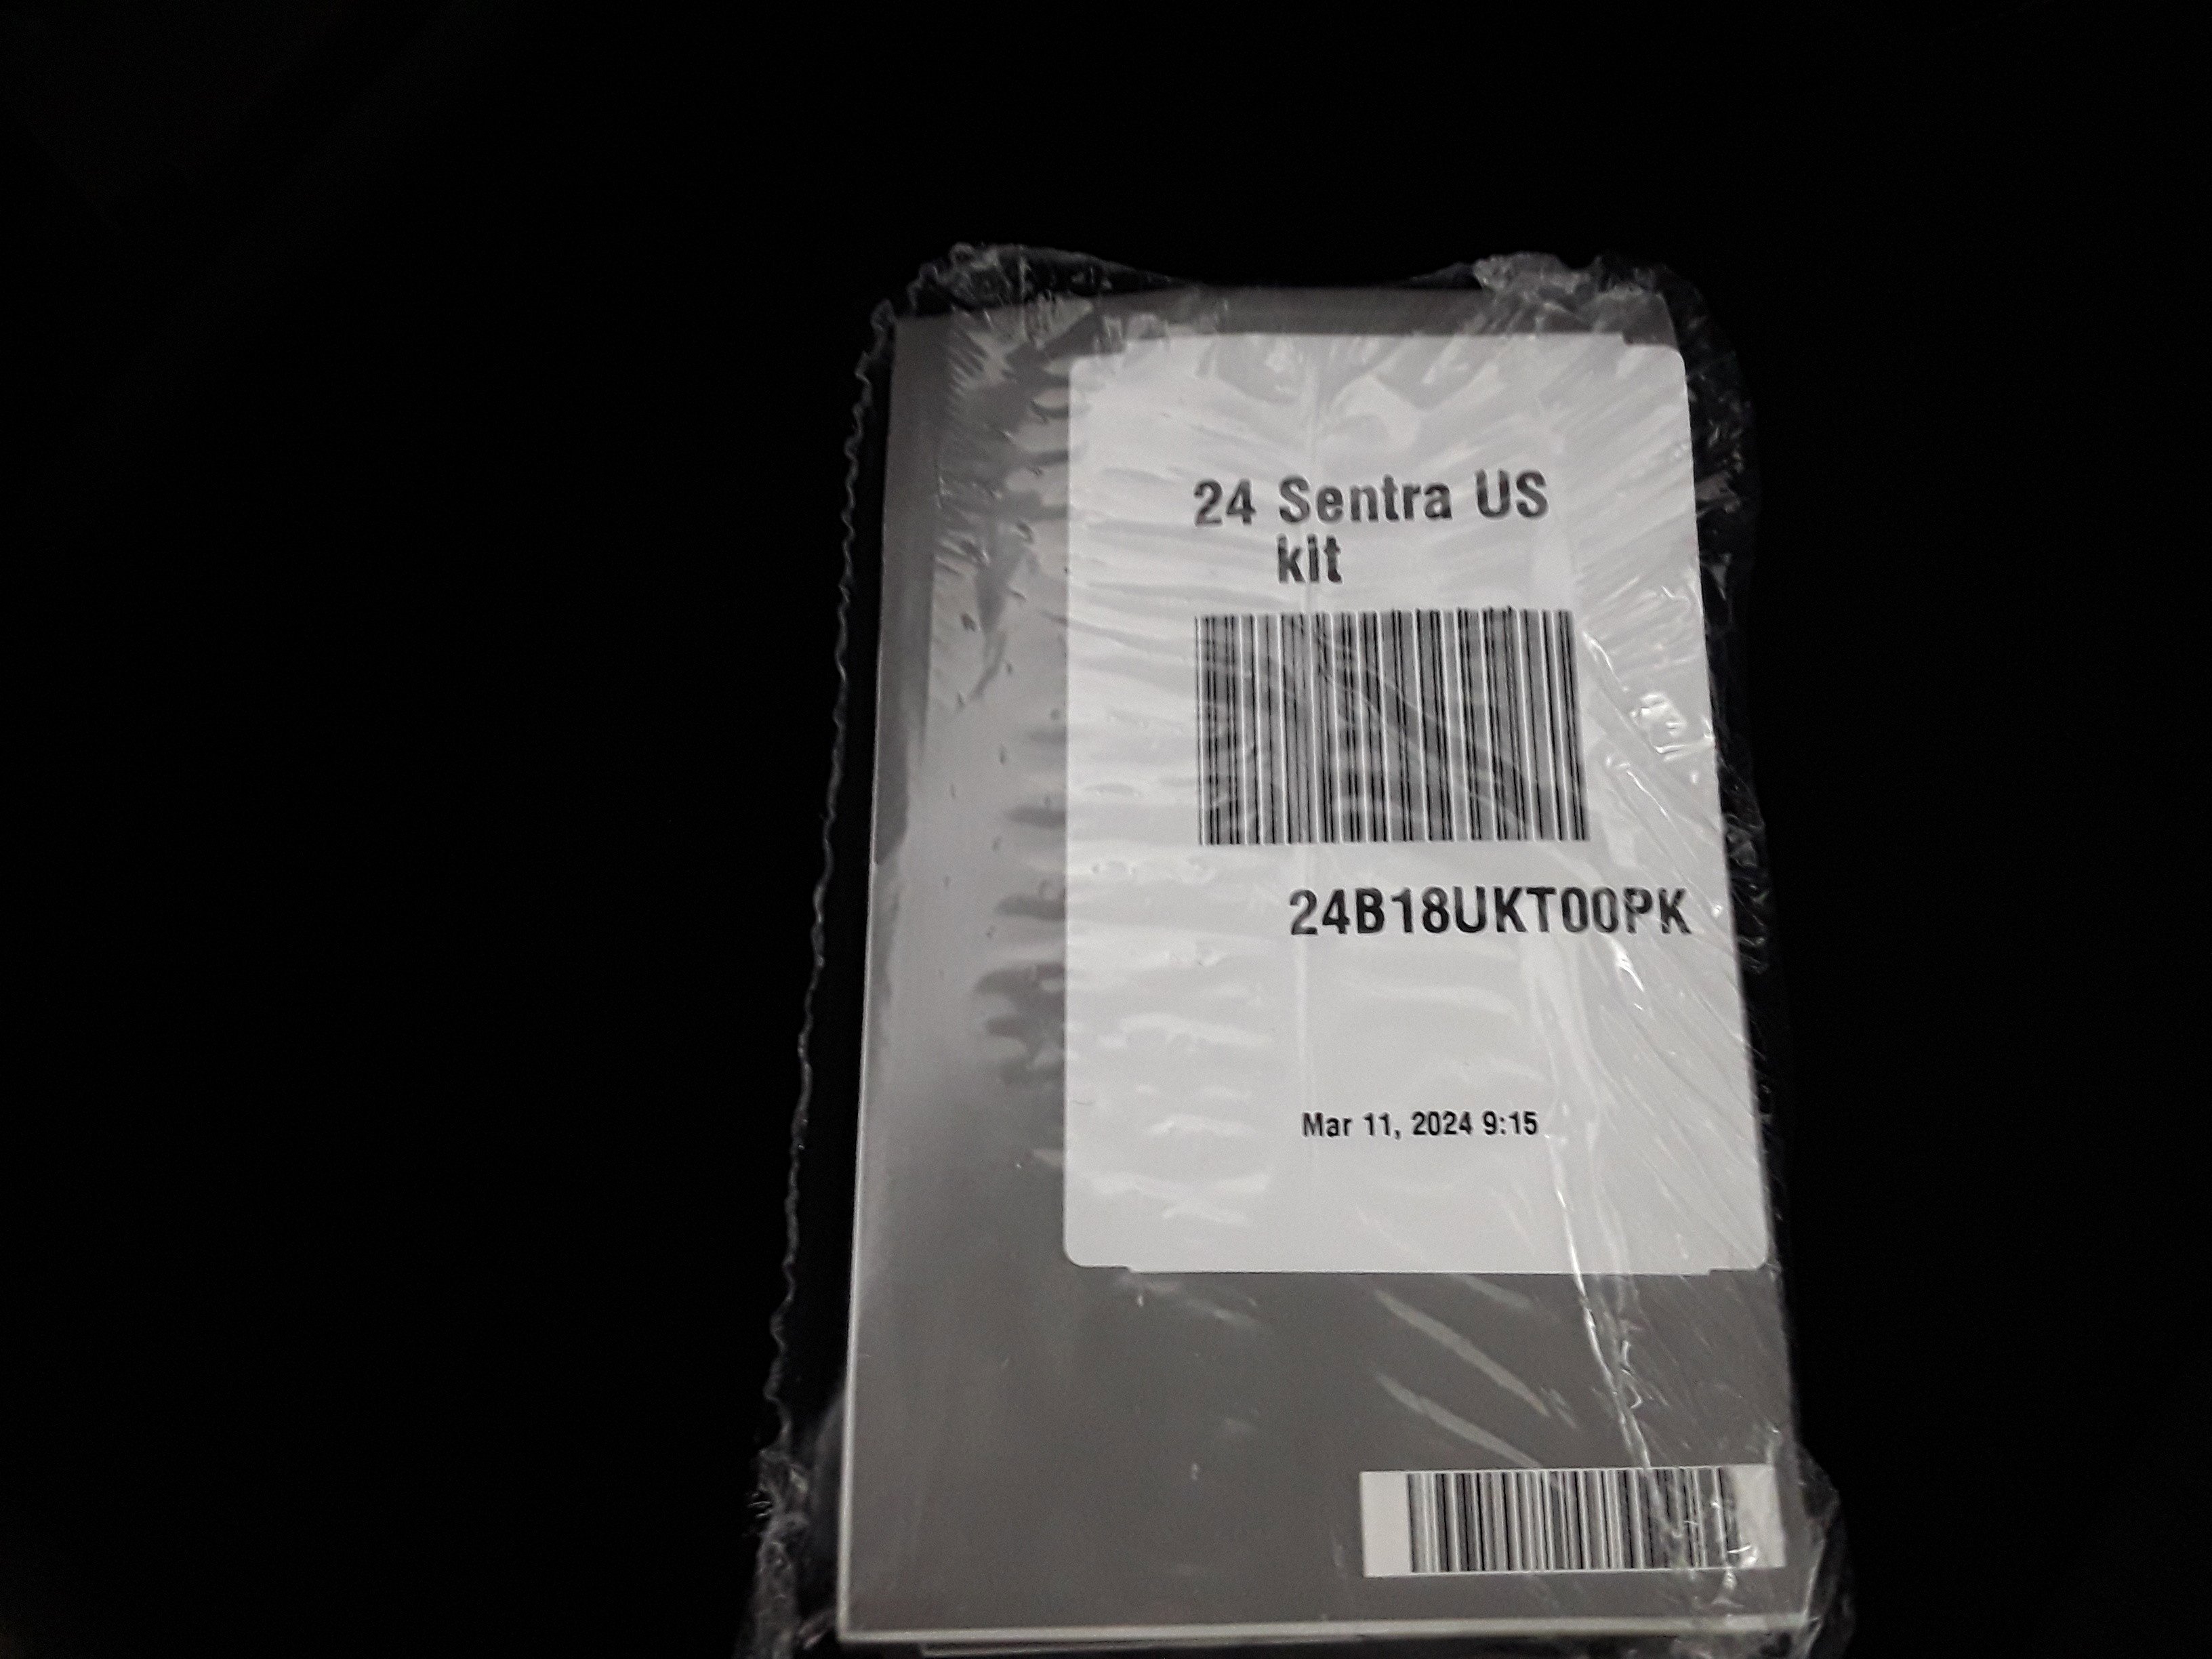 24 Sentra US
kit
24B18UKT00PK
Mar 11, 2024 9:15